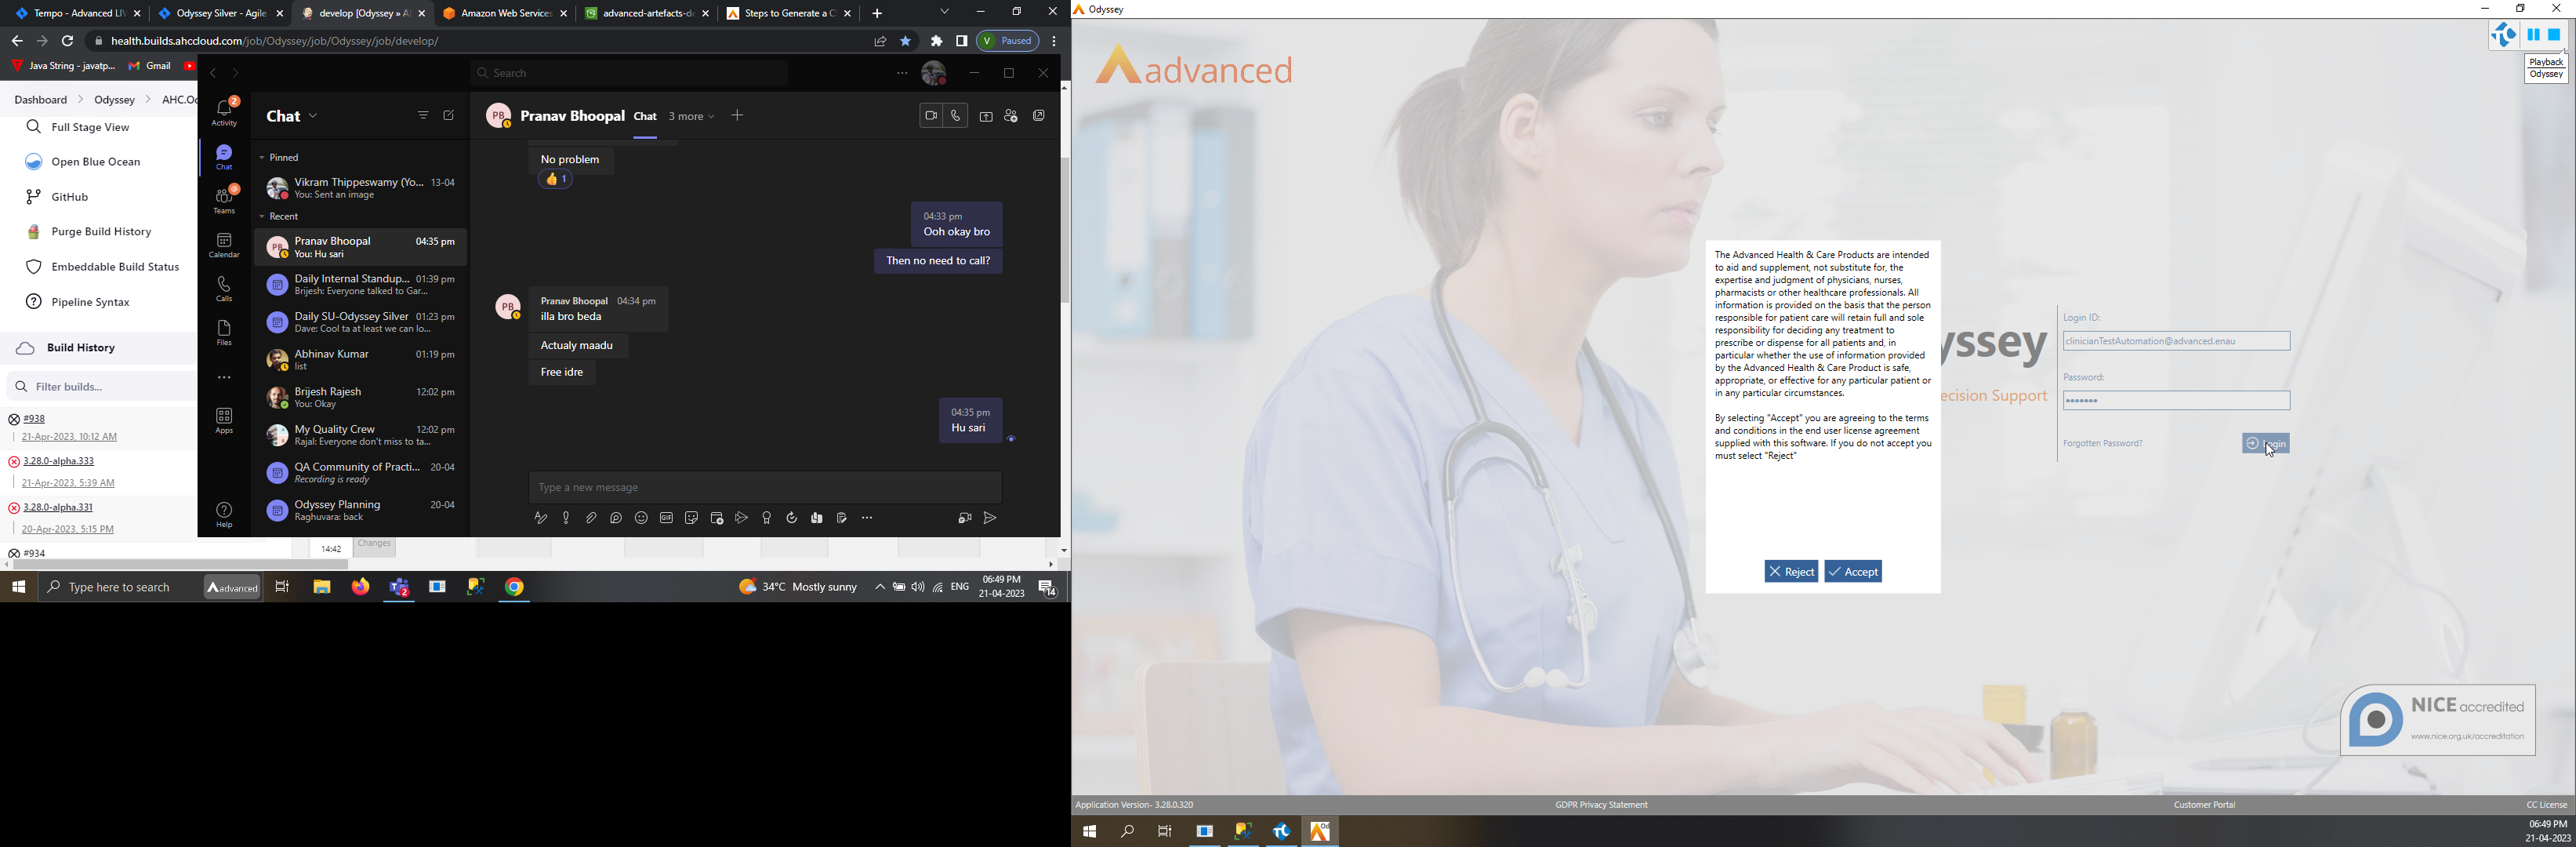 Tempo - Advanced LIV
Odyssey Silver - Agile
develop [Odyssey » Al
Amazon Web Services
advanced-artefacts-de
Steps to Generate a C
health.builds.ahccloud.com/job/Odyssey/job/Odyssey/job/develop/
V Paused
Java String - javatp...
Gmail
Dashboard > Odyssey > AHC.Od
Full Stage View
Open Blue Ocean
GitHub
Purge Build History
Embeddable Build Status
Pipeline Syntax
Build History
Filter builds...
#938
21-Apr-2023, 10:12 AM
3.28.0-alpha.333
21-Apr-2023, 5:39 AM
3.28.0-alpha.331
20-Apr-2023, 5:15 PM
#934
14:42
Changes
Search
2
Activity
Chat
Teams
Calendar
Calls
Files
Apps
Help
Chat
Pinned
Vikram Thippeswamy (Yo... 13-04
You: Sent an image
Recent
PB
Pranav Bhoopal 04:35 pm
You: Hu sari
Daily Internal Standup... 01:39 pm
Brijesh: Everyone talked to Gar...
Daily SU-Odyssey Silver 01:23 pm
Dave: Cool ta at least we can lo...
Abhinav Kumar 01:19 pm
list
Brijesh Rajesh 12:02 pm
You: Okay
My Quality Crew 12:02 pm
Rajal: Everyone don't miss to ta...
QA Community of Practi... 20-04
Recording is ready
Odyssey Planning 20-04
Raghuvara: back
PB Pranav Bhoopal Chat 3 more
No problem
👍 1
04:33 pm
Ooh okay bro
Then no need to call?
PB
Pranav Bhoopal 04:34 pm
illa bro beda
Actualy maadu
Free idre
04:35 pm
Hu sari
Type a new message
GIF
Type here to search
advanced
2
34°C Mostly sunny
ENG
06:49 PM
21-04-2023
14
Odyssey
advanced
Playback
Odyssey
The Advanced Health & Care Products are intended
to aid and supplement, not substitute for, the
expertise and judgment of physicians, nurses,
pharmacists or other healthcare professionals. All
information is provided on the basis that the person
responsible for patient care will retain full and sole
responsibility for deciding any treatment to
prescribe or dispense for all patients and, in
particular whether the use of information provided
by the Advanced Health & Care Product is safe,
appropriate, or effective for any particular patient or
in any particular circumstances.
By selecting "Accept" you are agreeing to the terms
and conditions in the end user license agreement
supplied with this software. If you do not accept you
must select "Reject"
Reject
Accept
yssey
ecision Support
Login ID:
clinicianTestAutomation@advanced.enau
Password:
•••••••
Forgotten Password?
Login
NICE accredited
www.nice.org.uk/accreditation
Application Version- 3.28.0.320
GDPR Privacy Statement
Customer Portal
CC License
Od
06:49 PM
21-04-2023